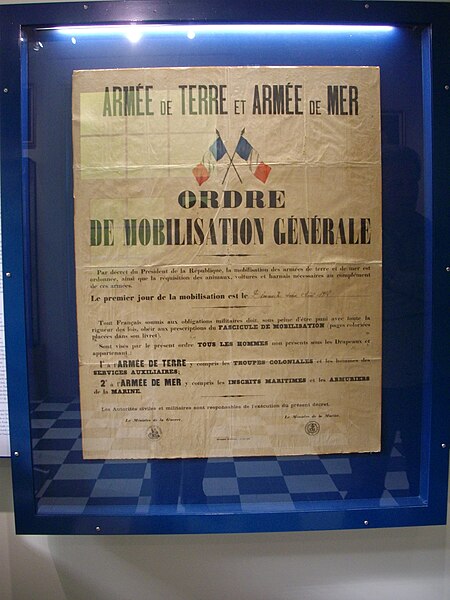 ARMÉE DE TERRE ET ARMÉE DE MER
ORDRE
DE MOBILISATION GÉNÉRALE
Par décret du Président de la République, la mobilisation des armées de terre et de mer est
ordonnée, ainsi que la réquisition des animaux, voitures et harnais nécessaires au complément
de ces armées.
Le premier jour de la mobilisation est le Dimanche deux Août
Tout Français soumis aux obligations militaires doit, sous peine d'être puni avec toute la
rigueur des lois, obéir aux prescriptions du FASCICULE DE MOBILISATION (pages coloriées
placées dans son livret).
Sont visés par le présent ordre TOUS LES HOMMES non présents sous les Drapeaux et
appartenant :
1° à l'ARMÉE DE TERRE y compris les TROUPES COLONIALES et les hommes des
SERVICES AUXILIAIRES;
2° à l'ARMÉE DE MER y compris les INSCRITS MARITIMES et les ARMURIERS
de la MARINE.
Les Autorités civiles et militaires sont responsables de l'exécution du présent décret.
Le Ministre de la Guerre,
Le Ministre de la Marine,